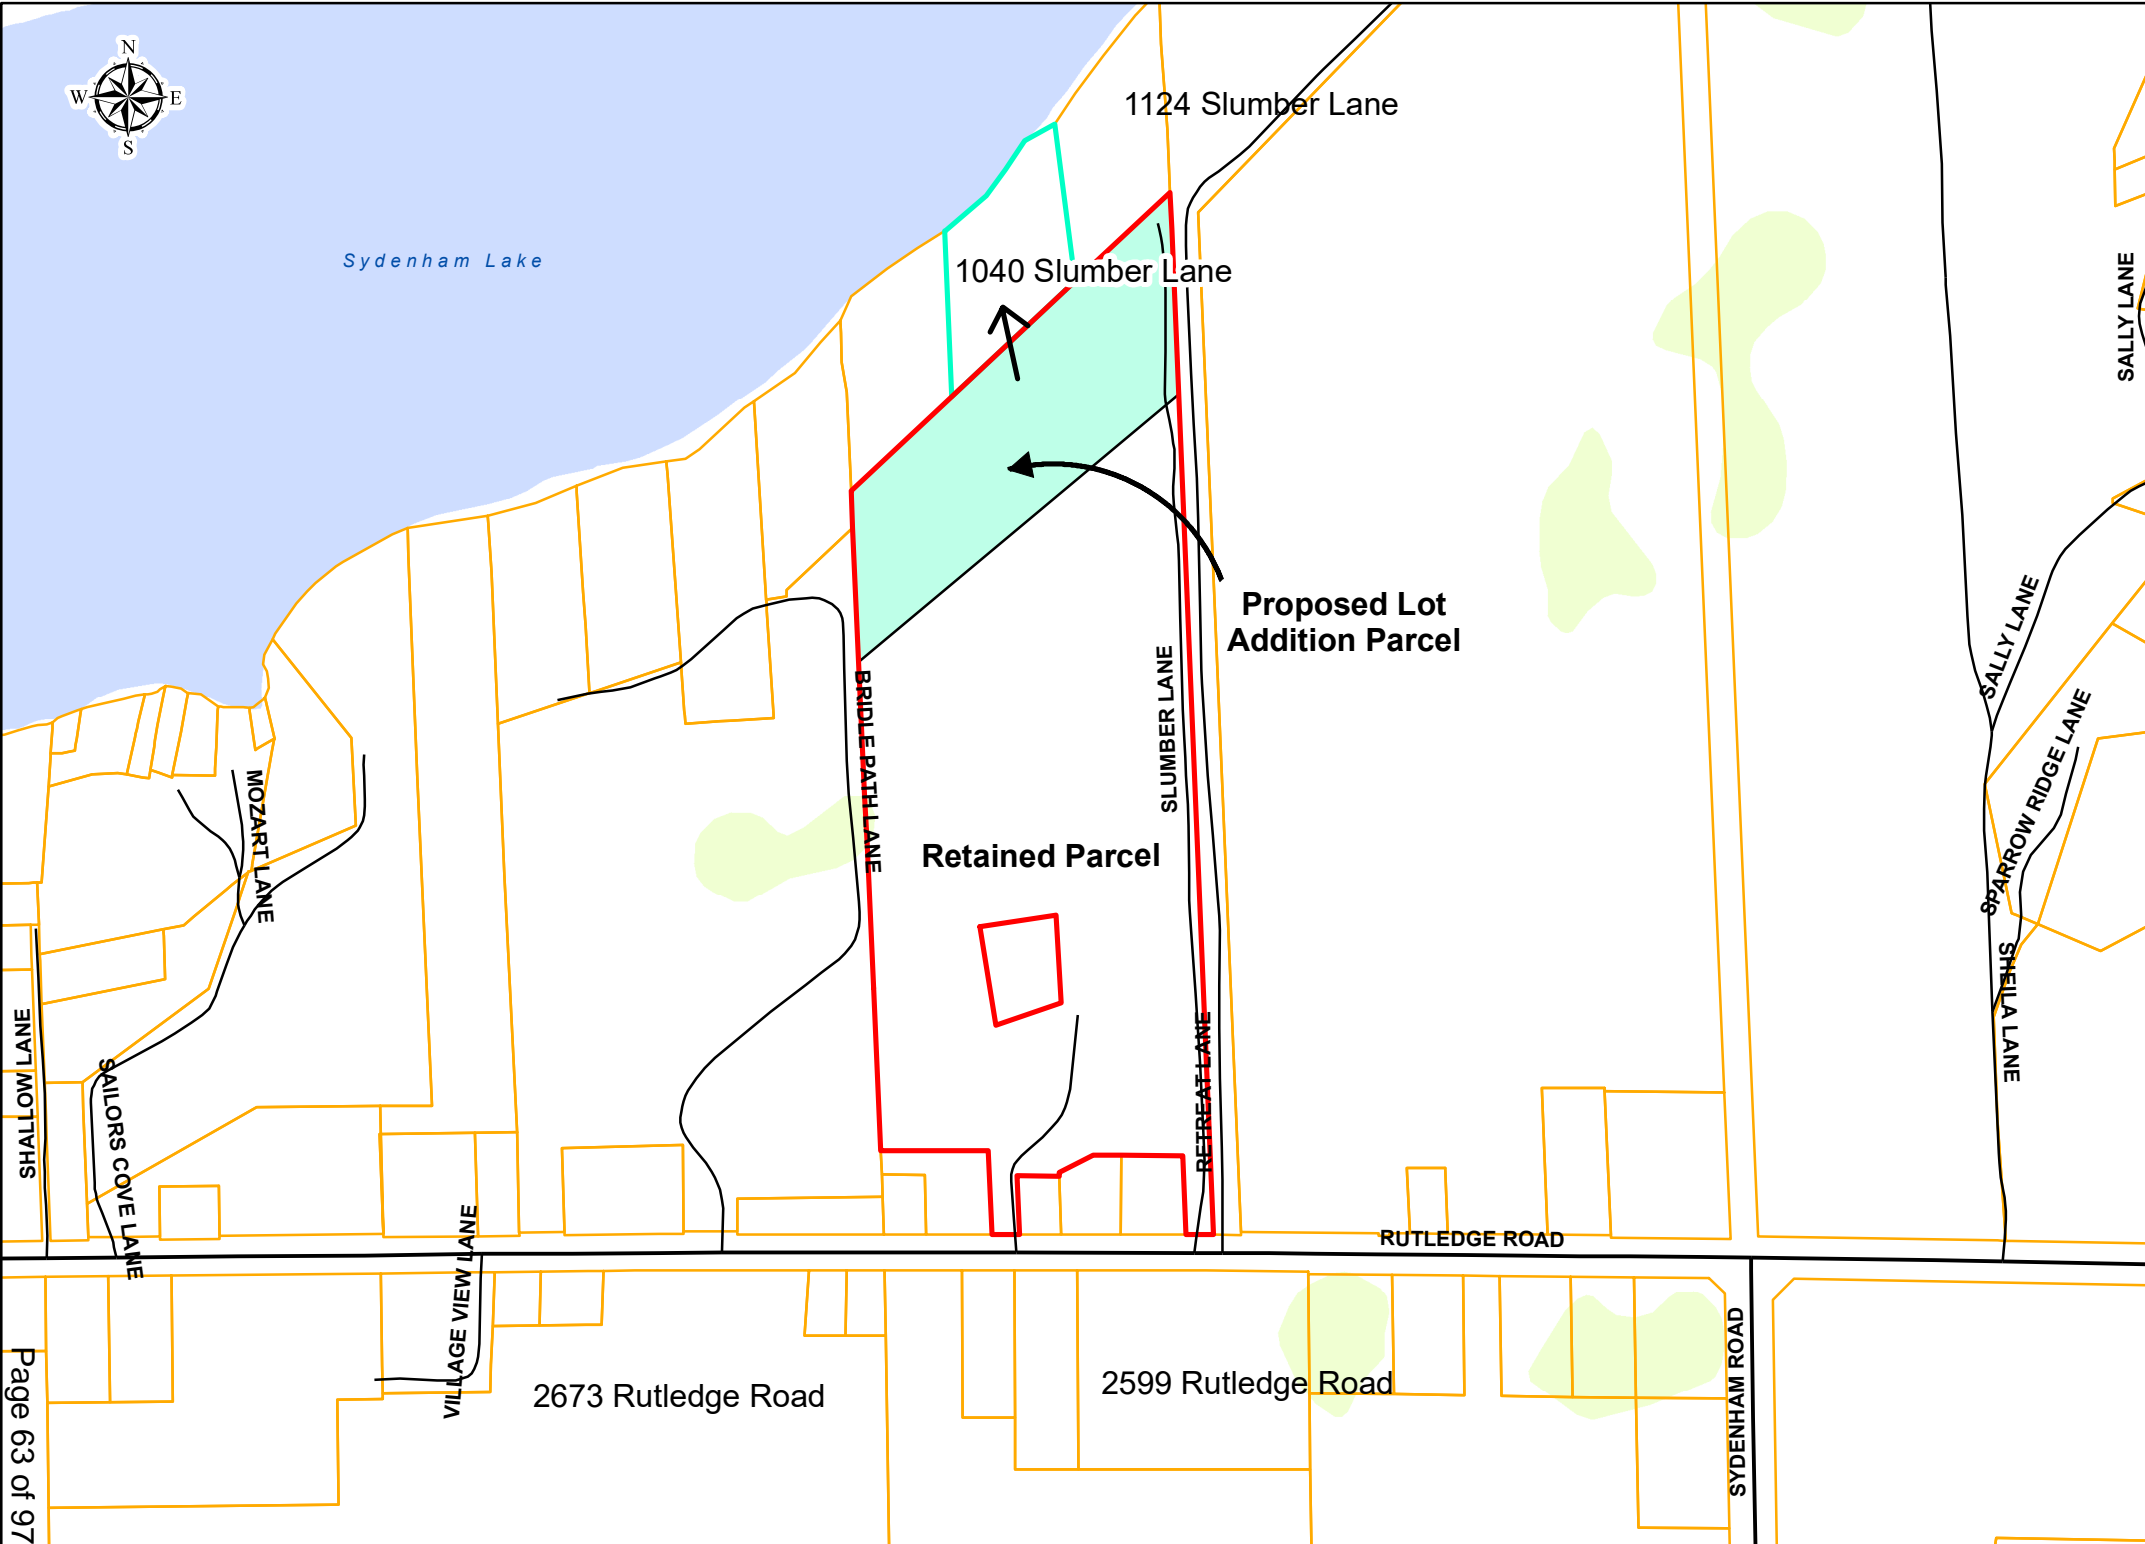 N
W
E
S
1124 Slumber Lane
Sydenham Lake
1040 Slumber Lane
SALLY LANE
Proposed Lot
Addition Parcel
SALLY LANE
BRIDLE PATH LANE
SLUMBER LANE
SPARROW RIDGE LANE
MOZART LANE
Retained Parcel
SHEILA LANE
SHALLOW LANE
SAILORS COVE LANE
RETREAT LANE
RUTLEDGE ROAD
VILLAGE VIEW LANE
SYDENHAM ROAD
2673 Rutledge Road
2599 Rutledge Road
Page 63 of 97